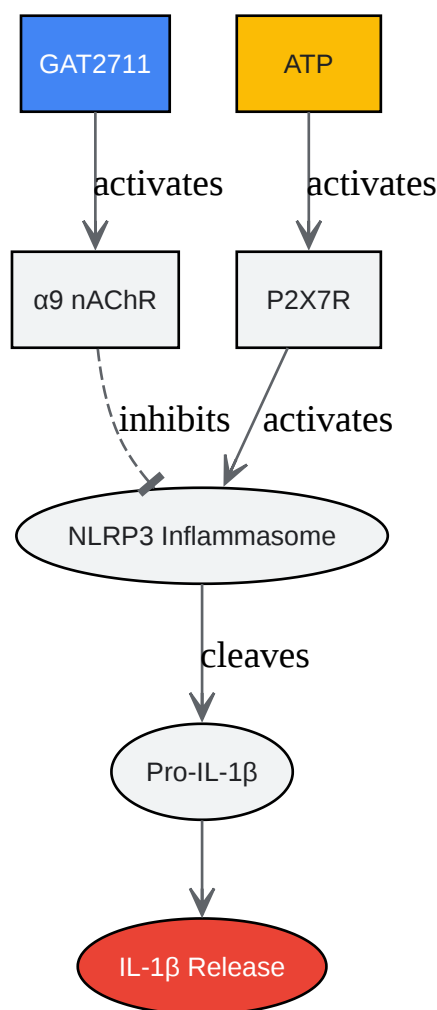 GAT2711
ATP
activates
activates
α9 nAChR
P2X7R
inhibits
activates
NLRP3 Inflammasome
cleaves
Pro-IL-1β
IL-1β Release